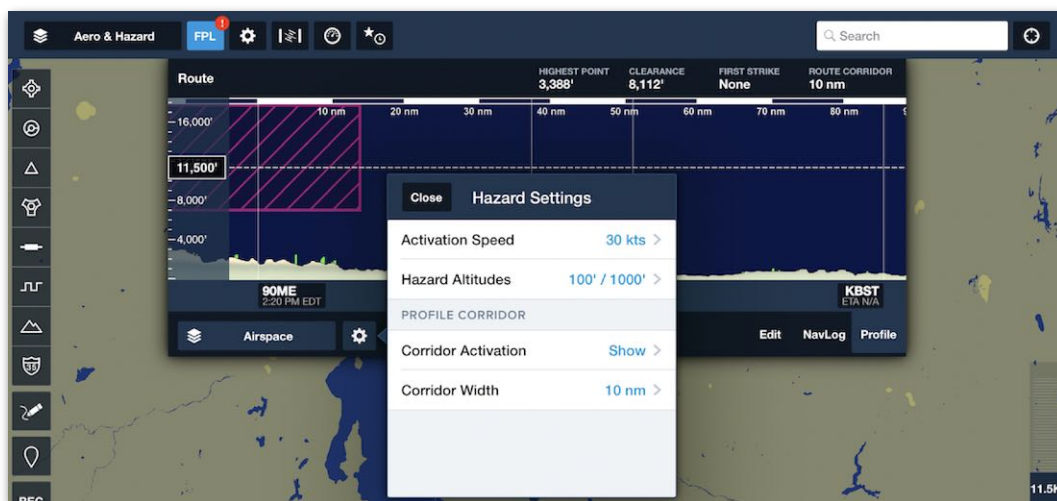 Aero & Hazard
FPL
!
Search
Route
HIGHEST POINT
3,388'
CLEARANCE
8,112'
FIRST STRIKE
None
ROUTE CORRIDOR
10 nm
10 nm
20 nm
30 nm
40 nm
50 nm
60 nm
70 nm
80 nm
16,000'
11,500'
8,000'
4,000'
90ME
2:20 PM EDT
KBST
ETA N/A
Close
Hazard Settings
Activation Speed
30 kts
Hazard Altitudes
100' / 1000'
PROFILE CORRIDOR
Corridor Activation
Show
Corridor Width
10 nm
Airspace
Edit
NavLog
Profile
REC